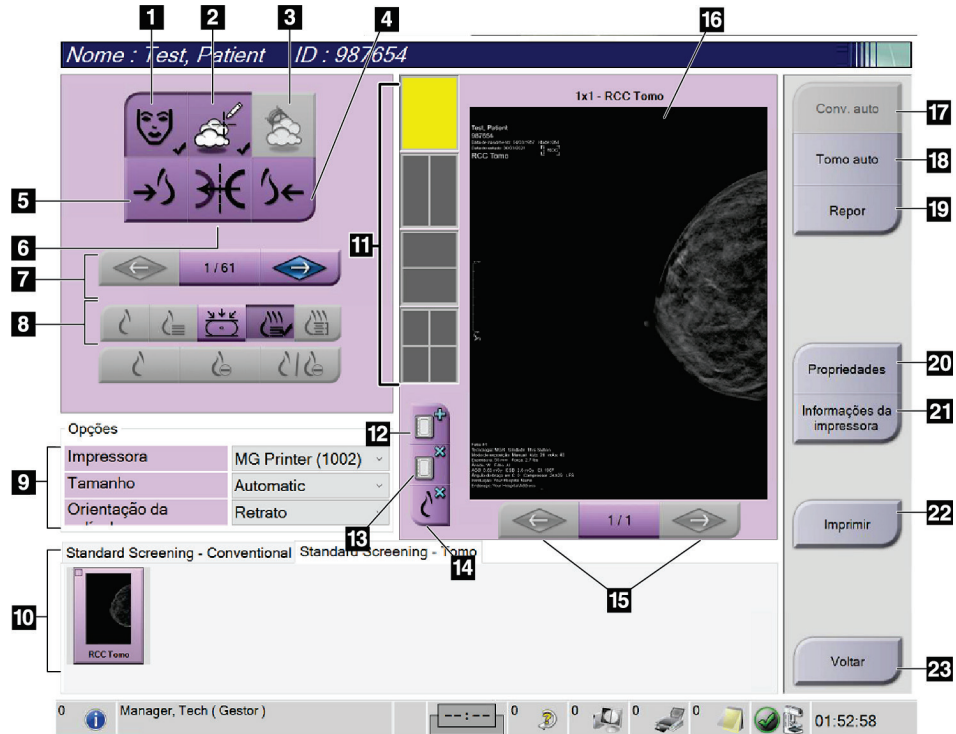 1
2
3
4
16
Nome : Test, Patient ID : 987654
1x1 - RCC Tomo
Test, Patient
987654
RCC Tomo
RCC
Conv. auto
17
Tomo auto
18
Repor
19
5
6
11
7
1 / 61
8
Propriedades
20
Informações da
impressora
21
Opções
9
Impressora
MG Printer (1002)
Tamanho
Automatic
Orientação da
Retrato
12
13
14
1 / 1
15
Imprimir
22
Standard Screening - Conventional
Standard Screening - Tomo
10
RCC Tomo
Voltar
23
0
Manager, Tech ( Gestor )
--:--
0
0
0
0
01:52:58